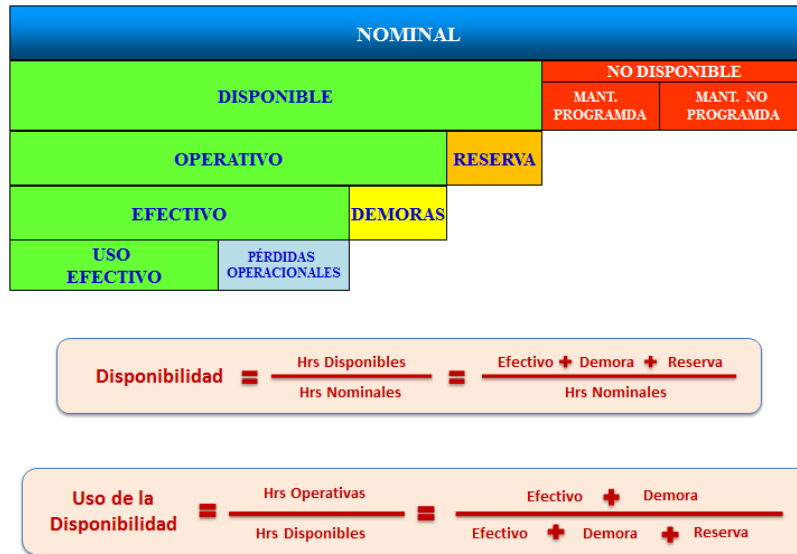 NOMINAL
DISPONIBLE
NO DISPONIBLE
MANT.
PROGRAMDA
MANT. NO
PROGRAMDA
OPERATIVO
RESERVA
EFECTIVO
DEMORAS
USO
EFECTIVO
PÉRDIDAS
OPERACIONALES
Disponibilidad = Hrs Disponibles = Efectivo + Demora + Reserva
Hrs Nominales Hrs Nominales
Uso de la
Disponibilidad = Hrs Operativas = Efectivo + Demora
Hrs Disponibles Efectivo + Demora + Reserva